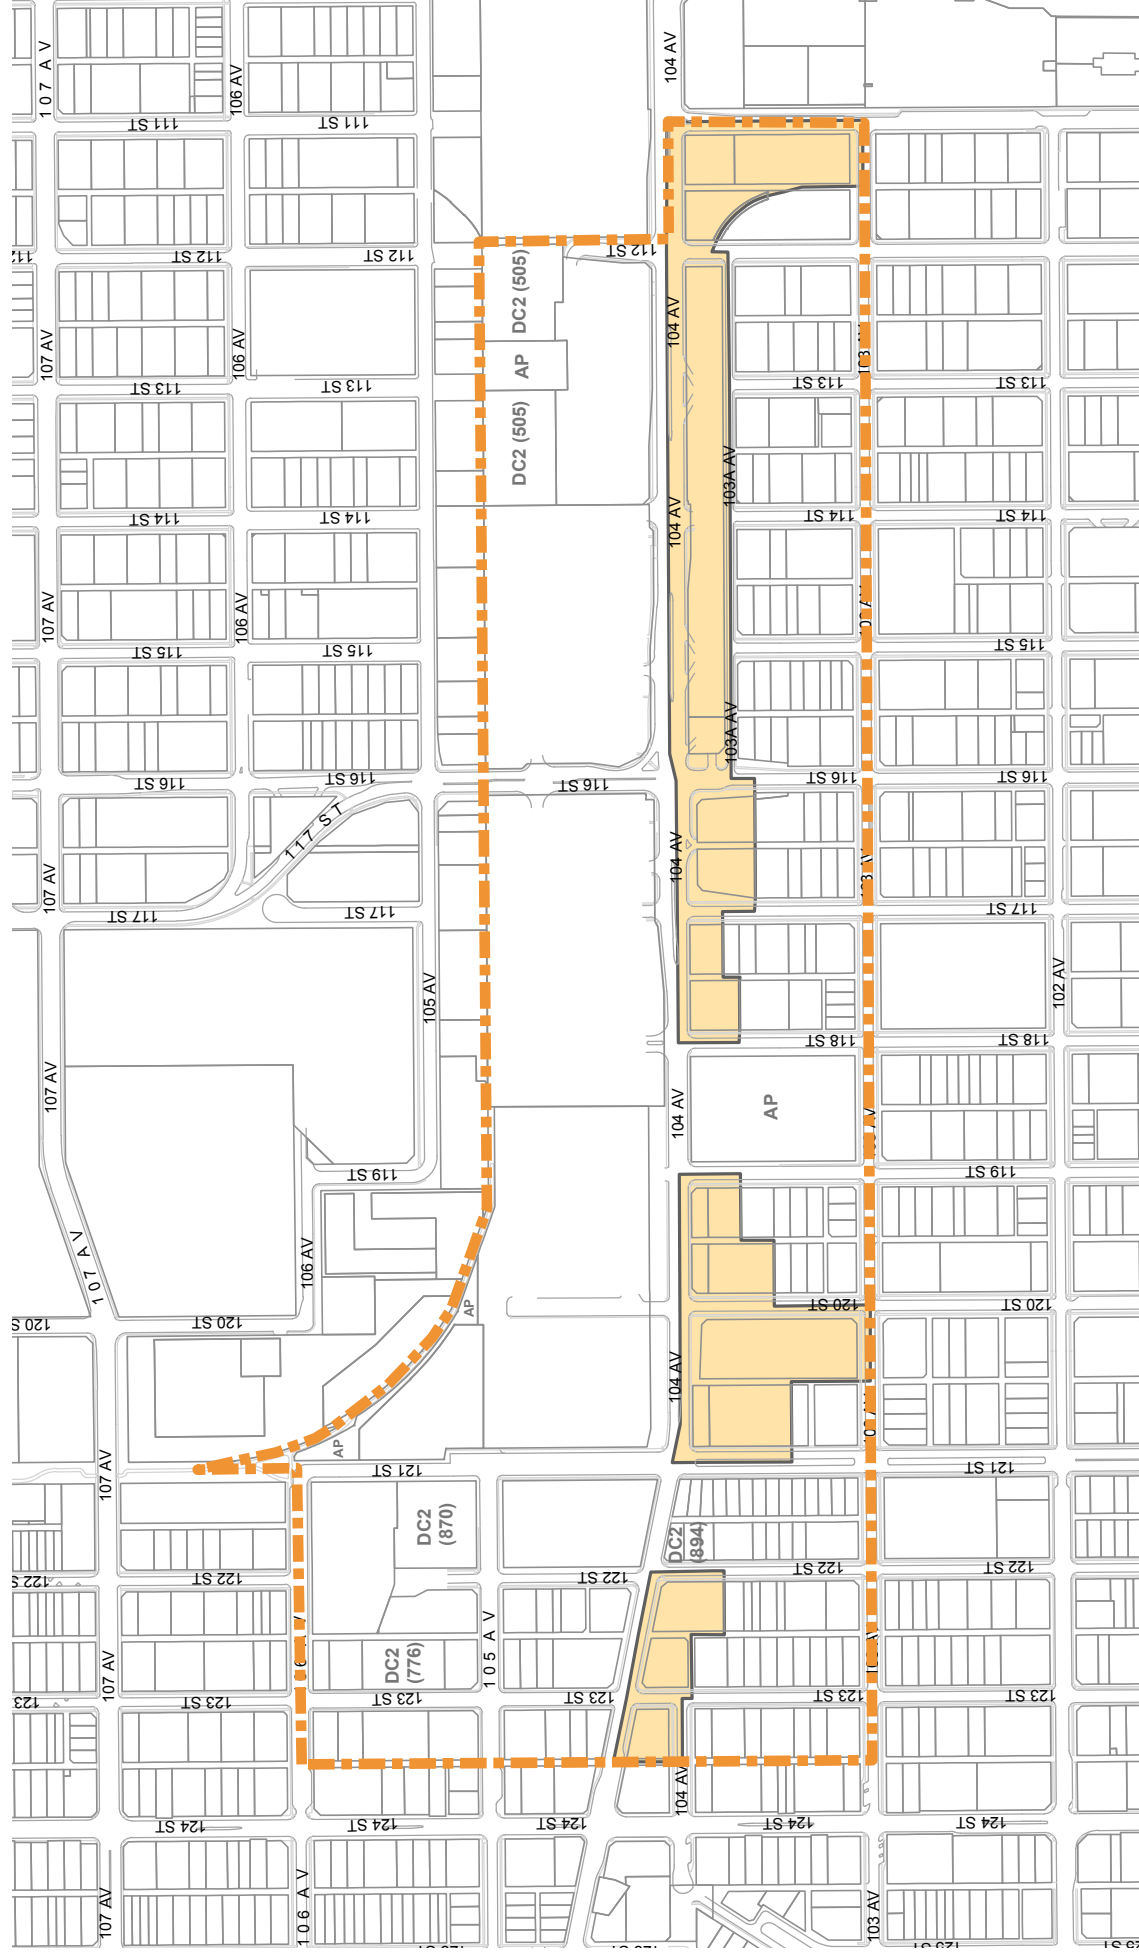 107 AV
106 AV
104 AV
111 ST
111 ST
112 ST
112 ST
112 ST
DC2 (505)
104 AV
107 AV
106 AV
AP
113 ST
113 ST
113 ST
113 ST
DC2 (505)
103A AV
104 AV
114 ST
114 ST
114 ST
114 ST
107 AV
106 AV
115 ST
115 ST
115 ST
103A AV
116 ST
116 ST
116 ST
116 ST
116 ST
117 ST
104 AV
107 AV
117 ST
117 ST
117 ST
105 AV
102 AV
118 ST
118 ST
107 AV
104 AV
AP
119 ST
119 ST
107 AV
106 AV
AP
120 S
120 ST
120 ST
120 ST
104 AV
AP
107 AV
121 ST
121 ST
DC2
(870)
DC2
(894)
122 ST
122 ST
122 ST
122 ST
122 S
105 AV
107 AV
DC2
(776)
123
123 ST
123 ST
123 ST
123 ST
123 ST
104 AV
124 ST
124 ST
124 ST
124 ST
124 ST
107 AV
106 AV
103 AV